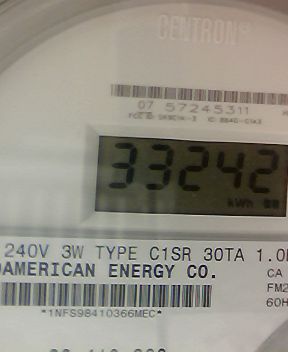 CENTRON
07 57245311
33242
kWh
240V 3W TYPE C1SR 30TA 1.0
AMERICAN ENERGY CO.
CA
FM2
60H
*1NFS98410366MEC*